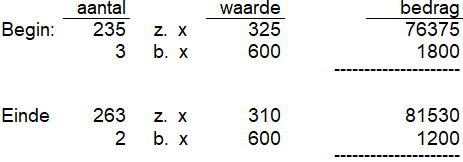 aantal waarde bedrag
Begin: 235 z. x 325 76375
3 b. x 600 1800
---------------------
Einde 263 z. x 310 81530
2 b. x 600 1200
---------------------